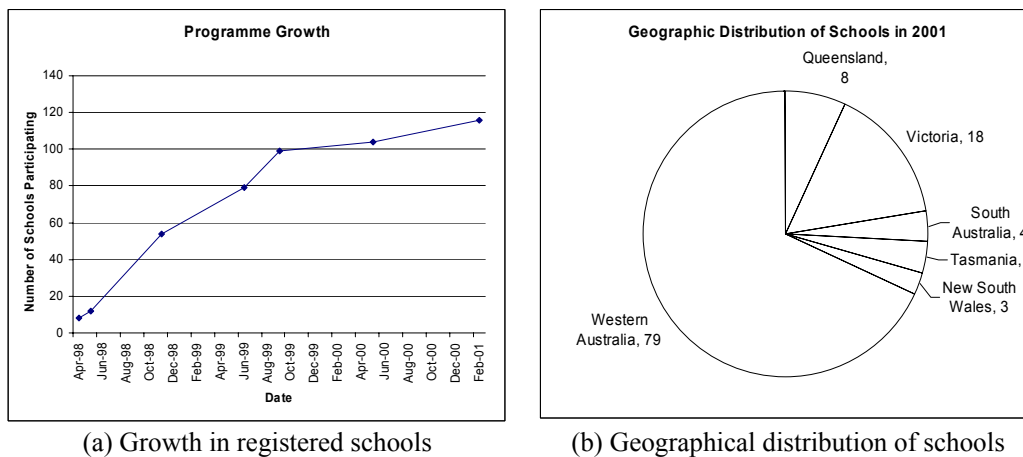 Programme Growth
Number of Schools Participating
140
120
100
80
60
40
20
0
Apr-98
Jun-98
Aug-98
Oct-98
Dec-98
Feb-99
Apr-99
Jun-99
Aug-99
Oct-99
Dec-99
Feb-00
Apr-00
Jun-00
Aug-00
Oct-00
Dec-00
Feb-01
Date
(a) Growth in registered schools
Geographic Distribution of Schools in 2001
Queensland,
8
Victoria, 18
South
Australia, 4
Tasmania,
New South
Wales, 3
Western
Australia, 79
(b) Geographical distribution of schools